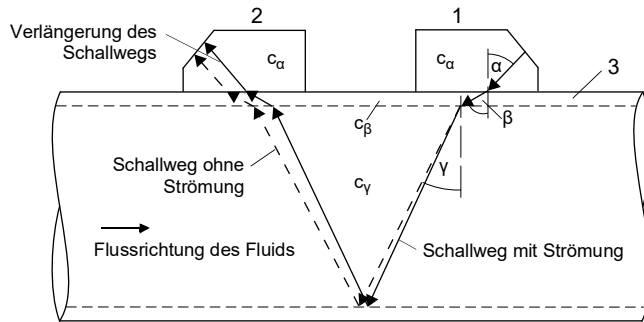 2
1
Verlängerung des
Schallwegs
cα
cα
α
3
cβ
β
Schallweg ohne
Strömung
cγ
γ
Flussrichtung des Fluids
Schallweg mit Strömung